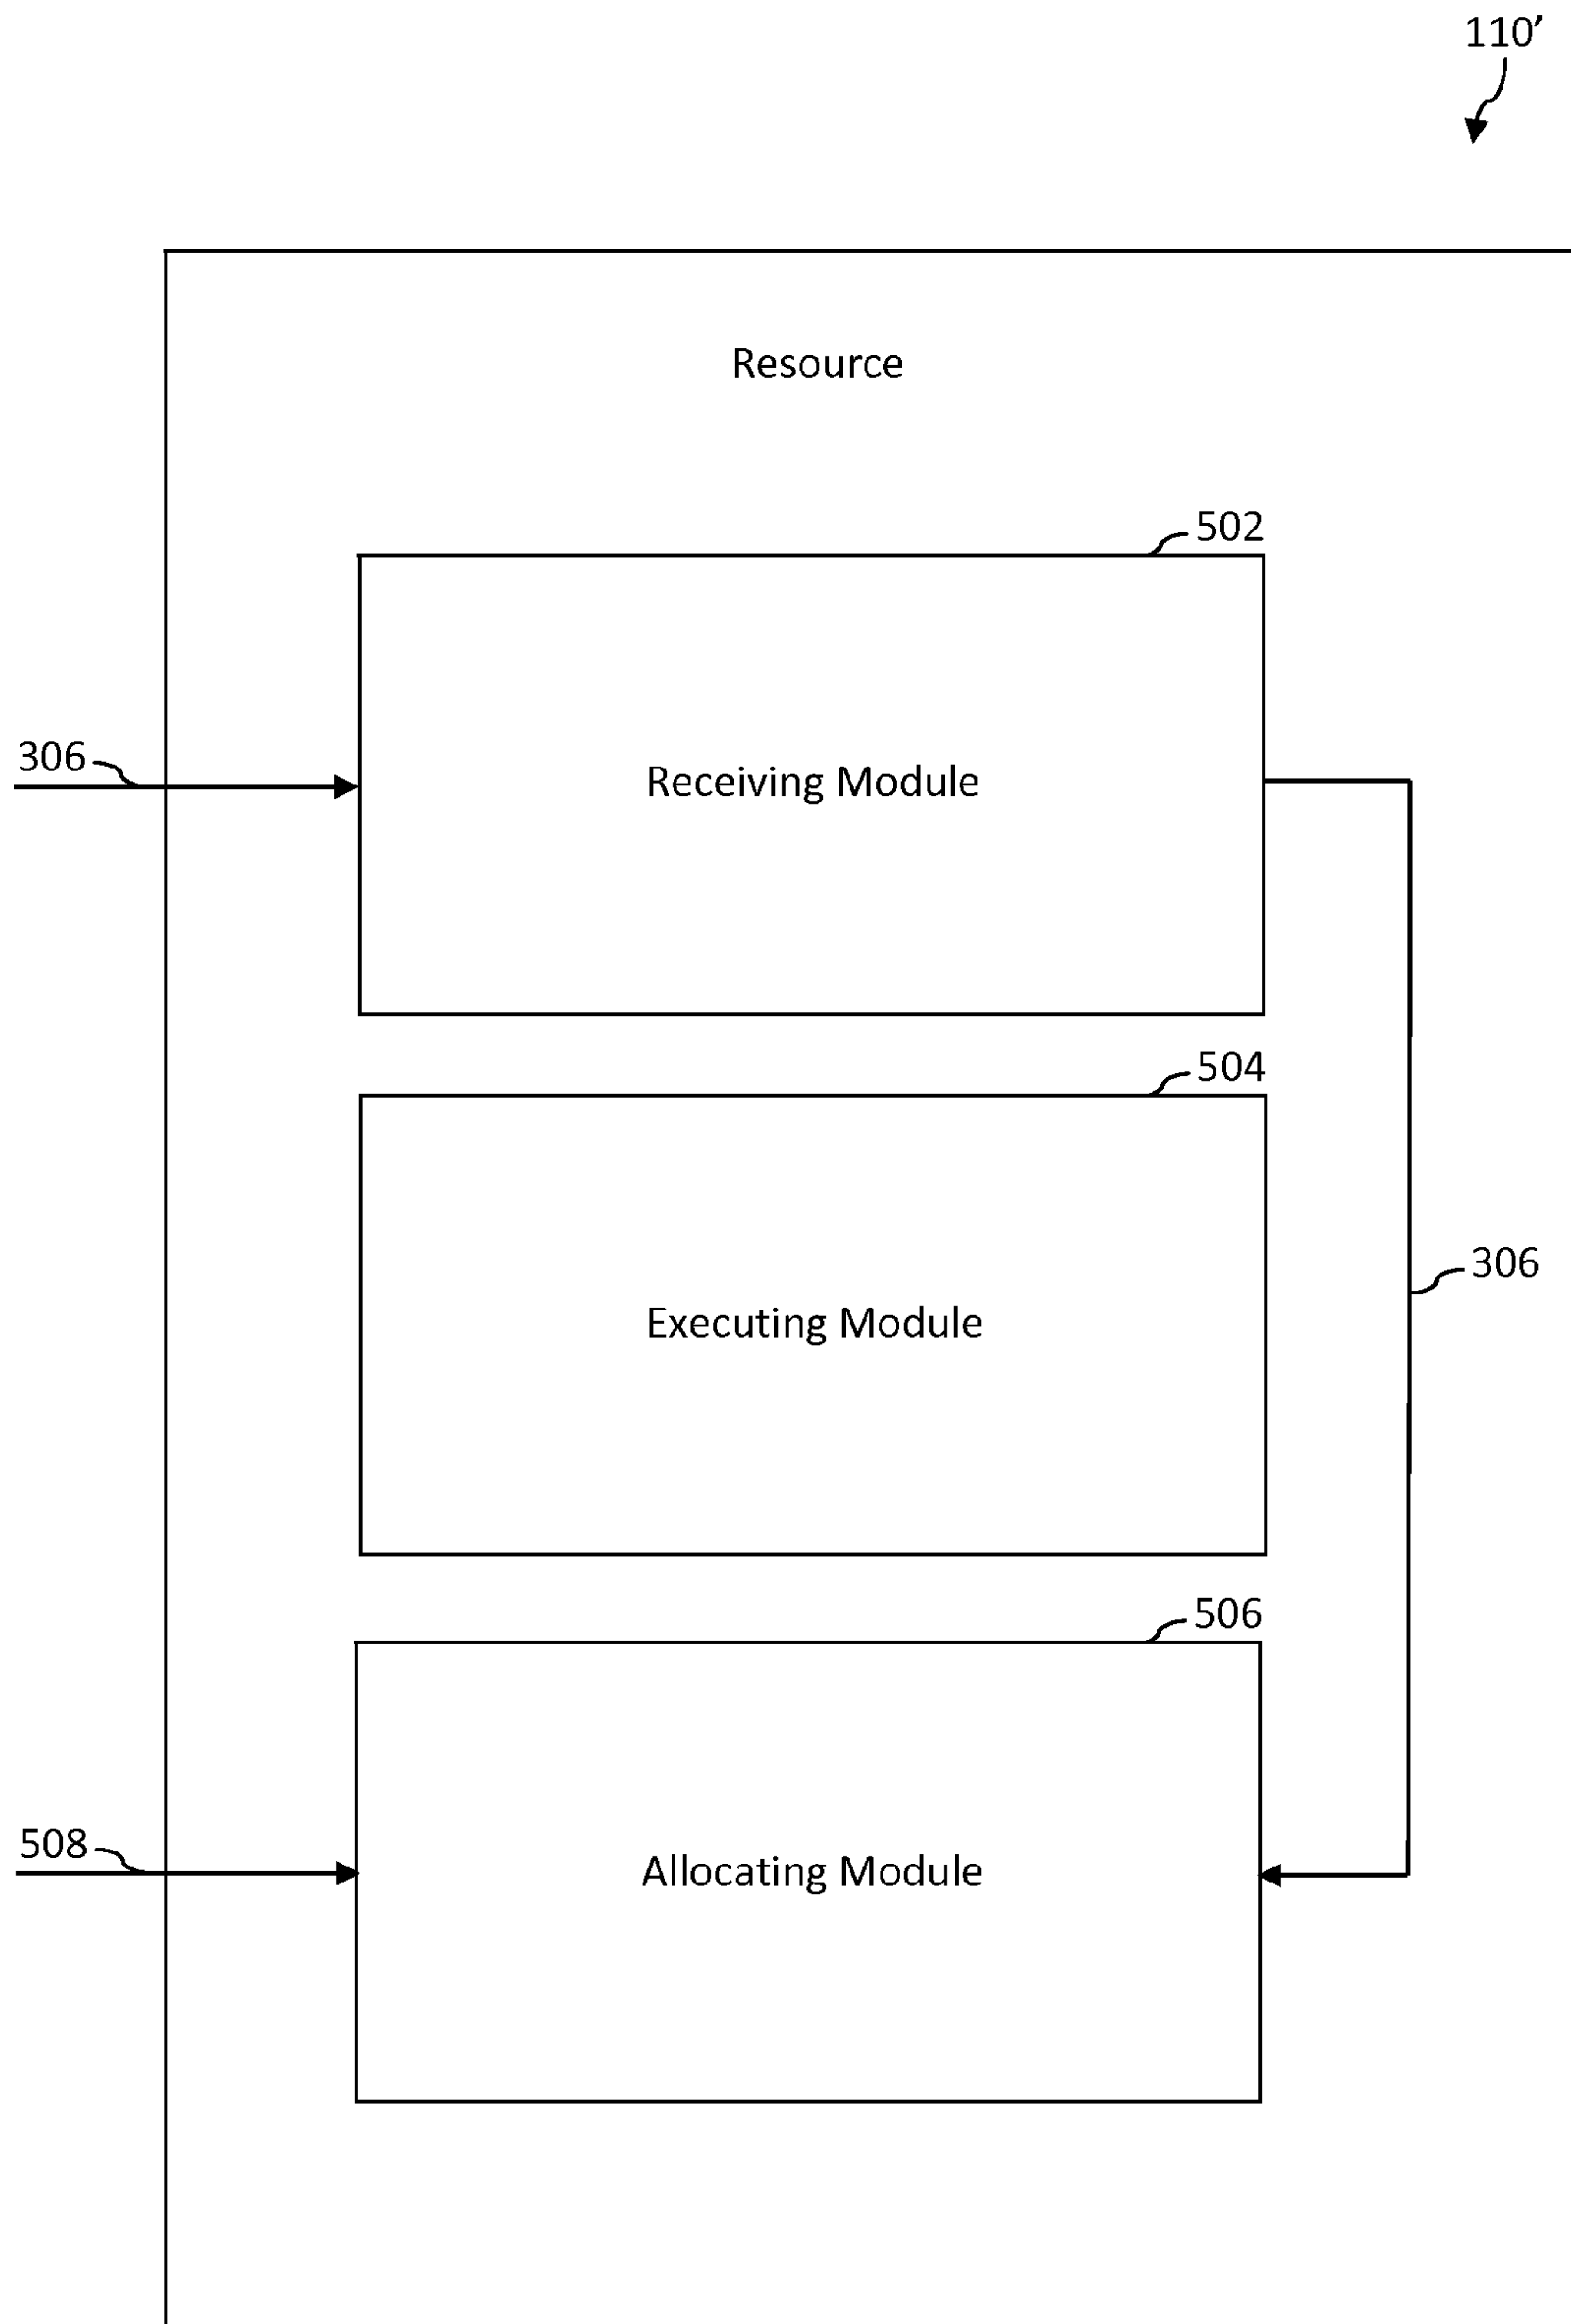 110’
Resource
502
306
Receiving Module
504
306
Executing Module
506
508
Allocating Module